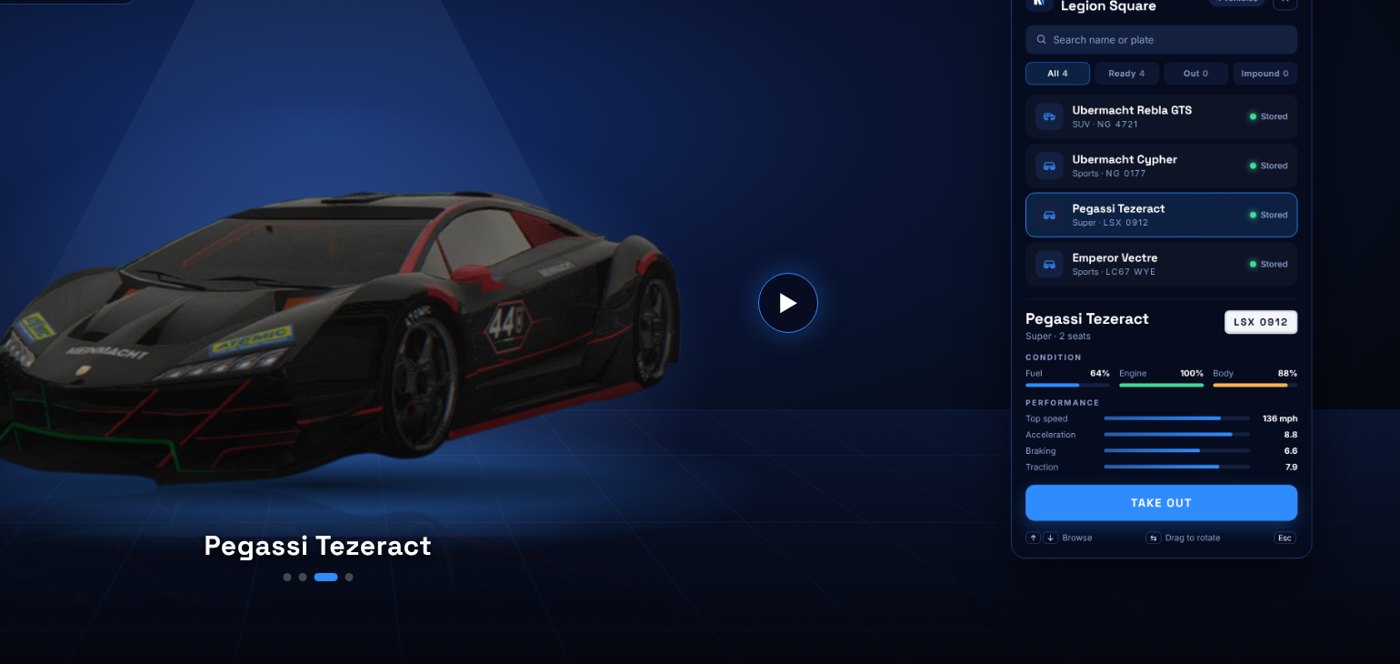 Legion Square
Search name or plate
All 4
Ready 4
Out 0
Impound 0
Ubermacht Rebla GTS
SUV · NG 4721
Stored
Ubermacht Cypher
Sports · NG 0177
Stored
Pegassi Tezeract
Super · LSX 0912
Stored
Emperor Vectre
Sports · LC67 WYE
Stored
Pegassi Tezeract
LSX 0912
Super · 2 seats
CONDITION
Fuel 64%
Engine 100%
Body 88%
PERFORMANCE
Top speed 136 mph
Acceleration 8.8
Braking 6.6
Traction 7.9
TAKE OUT
↑ ↓ Browse
⇆ Drag to rotate
Esc
ATOMIC
ATOMIC
MEINMACHT
Pegassi Tezeract